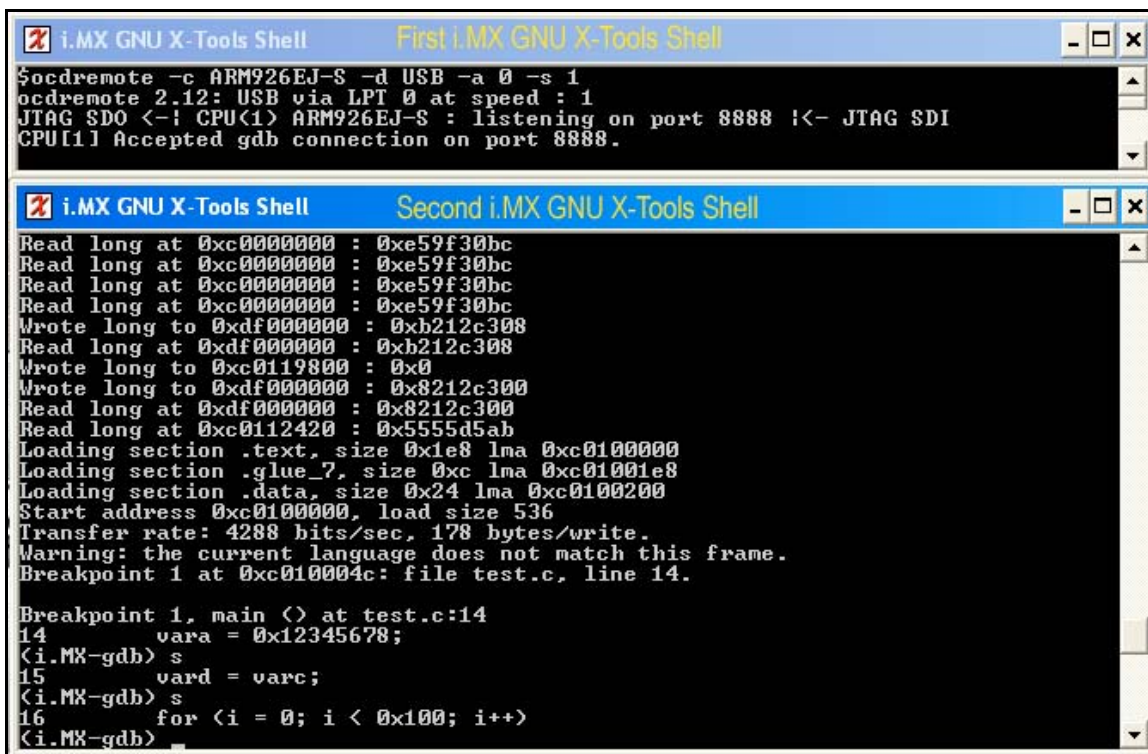 i.MX GNU X-Tools Shell First i.MX GNU X-Tools Shell
$ocdremote -c ARM926EJ-S -d USB -a 0 -s 1
ocdremote 2.12: USB via LPT 0 at speed : 1
JTAG SDO <-| CPU<1> ARM926EJ-S : listening on port 8888 |<- JTAG SDI
CPU[1] Accepted gdb connection on port 8888.
i.MX GNU X-Tools Shell Second i.MX GNU X-Tools Shell
Read long at 0xc0000000 : 0xe59f30bc
Read long at 0xc0000000 : 0xe59f30bc
Read long at 0xc0000000 : 0xe59f30bc
Read long at 0xc0000000 : 0xe59f30bc
Wrote long to 0xdf000000 : 0xb212c308
Read long at 0xdf000000 : 0xb212c308
Wrote long to 0xc0119800 : 0x0
Wrote long to 0xdf000000 : 0x8212c300
Read long at 0xdf000000 : 0x8212c300
Read long at 0xc0112420 : 0x5555d5ab
Loading section .text, size 0x1e8 lma 0xc0100000
Loading section .glue_7, size 0xc lma 0xc01001e8
Loading section .data, size 0x24 lma 0xc0100200
Start address 0xc0100000, load size 536
Transfer rate: 4288 bits/sec, 178 bytes/write.
Warning: the current language does not match this frame.
Breakpoint 1 at 0xc010004c: file test.c, line 14.
Breakpoint 1, main () at test.c:14
14 vara = 0x12345678;
(i.MX-gdb) s
15 vard = varc;
(i.MX-gdb) s
16 for (i = 0; i < 0x100; i++)
(i.MX-gdb) _